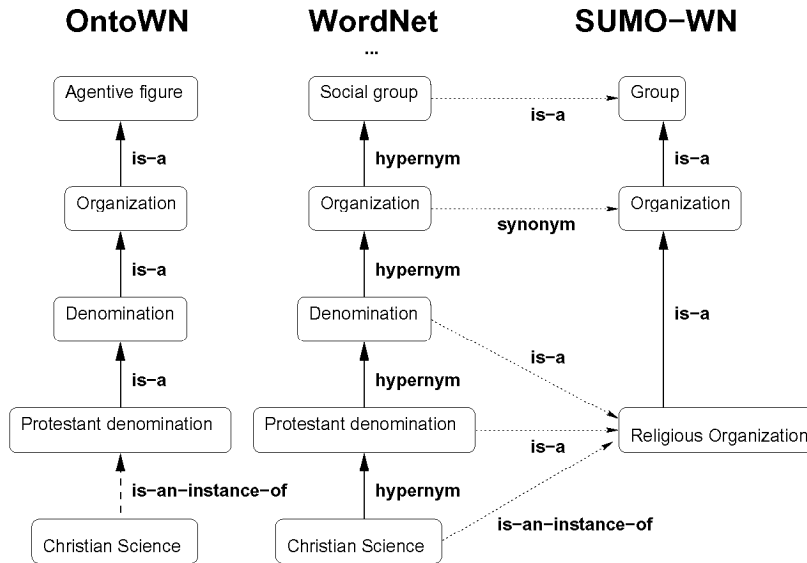 OntoWN WordNet SUMO−WN
...
Agentive figure Social group Group
is−a
is−a hypernym is−a
Organization Organization Organization
synonym
is−a hypernym
Denomination Denomination is−a
is−a
is−a hypernym
Protestant denomination Protestant denomination Religious Organization
is−a
is−an−instance−of hypernym
is−an−instance−of
Christian Science Christian Science